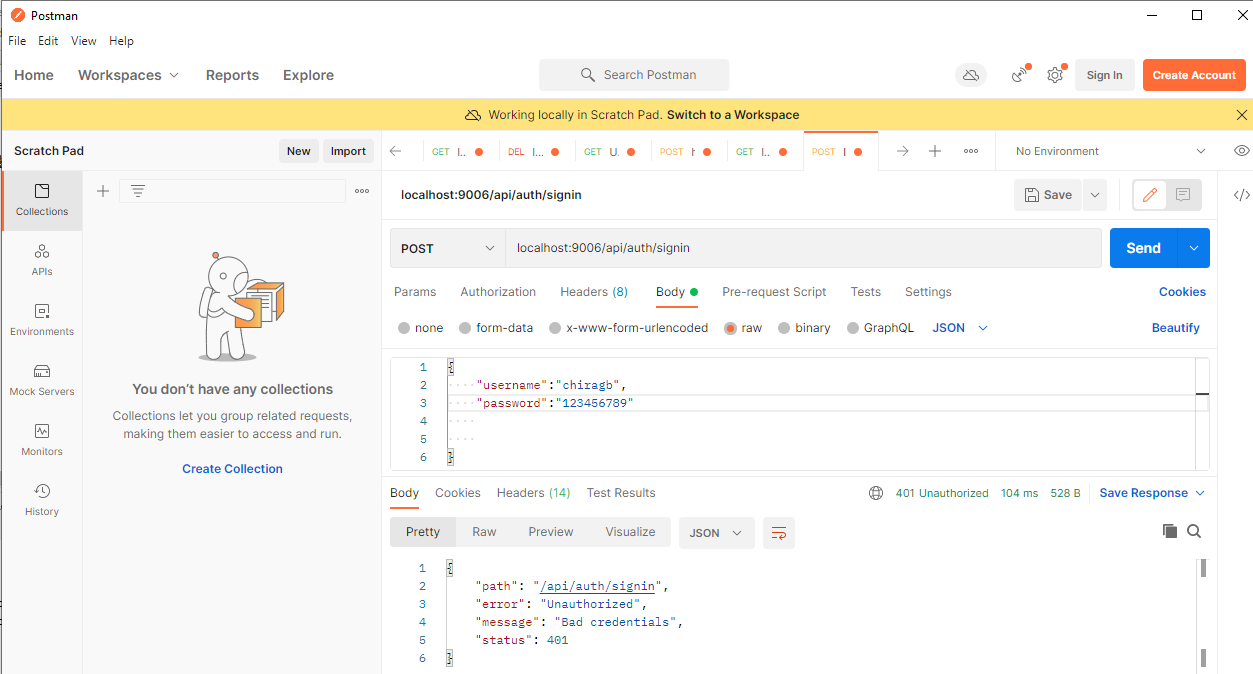 Postman
File Edit View Help
Home Workspaces Reports Explore Search Postman Sign In Create Account
Working locally in Scratch Pad. Switch to a Workspace
Scratch Pad New Import
GET I.. DEL I... GET U. POST GET I.. POST I No Environment
Collections
APIs
Environments
Mock Servers
Monitors
History
You don't have any collections
Collections let you group related requests,
making them easier to access and run.
Create Collection
localhost:9006/api/auth/signin Save
POST localhost:9006/api/auth/signin Send
Params Authorization Headers (8) Body Pre-request Script Tests Settings Cookies
none form-data x-www-form-urlencoded raw binary GraphQL JSON Beautify
1 {
2 "username":"chiragb",
3 "password":"123456789"
4
5
6 }
Body Cookies Headers (14) Test Results 401 Unauthorized 104 ms 528 B Save Response
Pretty Raw Preview Visualize JSON
1 {
2 "path": "/api/auth/signin",
3 "error": "Unauthorized",
4 "message": "Bad credentials",
5 "status": 401
6 }